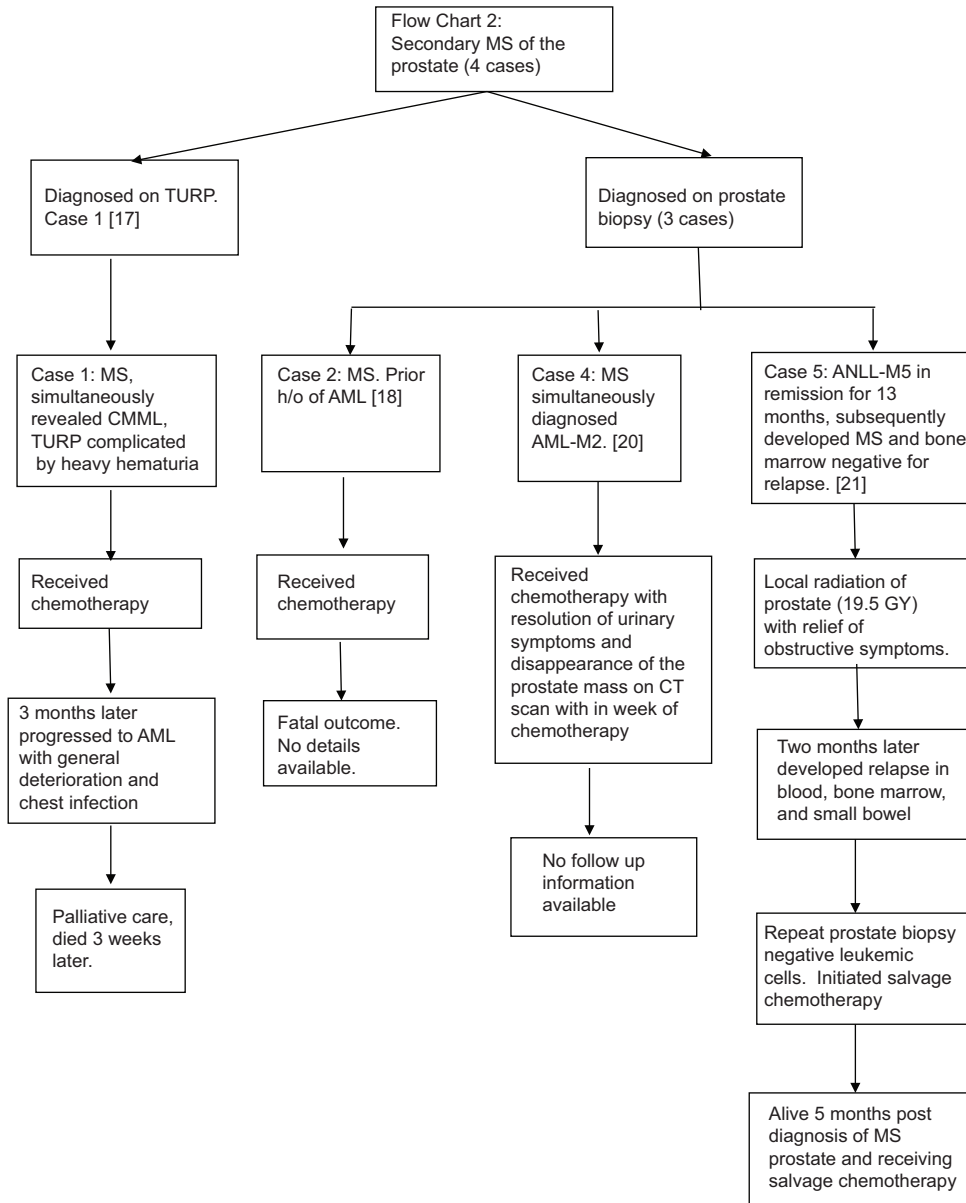 Flow Chart 2:
Secondary MS of the
prostate (4 cases)
Diagnosed on TURP.
Case 1 [17]
Diagnosed on prostate
biopsy (3 cases)
Case 1: MS,
simultaneously
revealed CMML,
TURP complicated
by heavy hematuria
Case 2: MS. Prior
h/o of AML [18]
Case 4: MS
simultaneously
diagnosed
AML-M2. [20]
Case 5: ANLL-M5 in
remission for 13
months, subsequently
developed MS and bone
marrow negative for
relapse. [21]
Received
chemotherapy
Received
chemotherapy
Received
chemotherapy with
resolution of urinary
symptoms and
disappearance of the
prostate mass on CT
scan with in week of
chemotherapy
Local radiation of
prostate (19.5 GY)
with relief of
obstructive symptoms.
3 months later
progressed to AML
with general
deterioration and
chest infection
Fatal outcome.
No details
available.
Two months later
developed relapse in
blood, bone marrow,
and small bowel
No follow up
information
available
Palliative care,
died 3 weeks
later.
Repeat prostate biopsy
negative leukemic
cells. Initiated salvage
chemotherapy
Alive 5 months post
diagnosis of MS
prostate and receiving
salvage chemotherapy